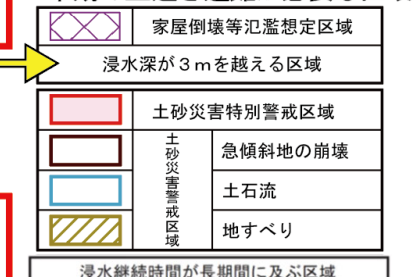 家屋倒壊等氾濫想定区域
浸水深が３ｍを越える区域
土砂災害特別警戒区域
土砂災害警戒区域
急傾斜地の崩壊
土石流
地すべり
浸水継続時間が長期間に及ぶ区域